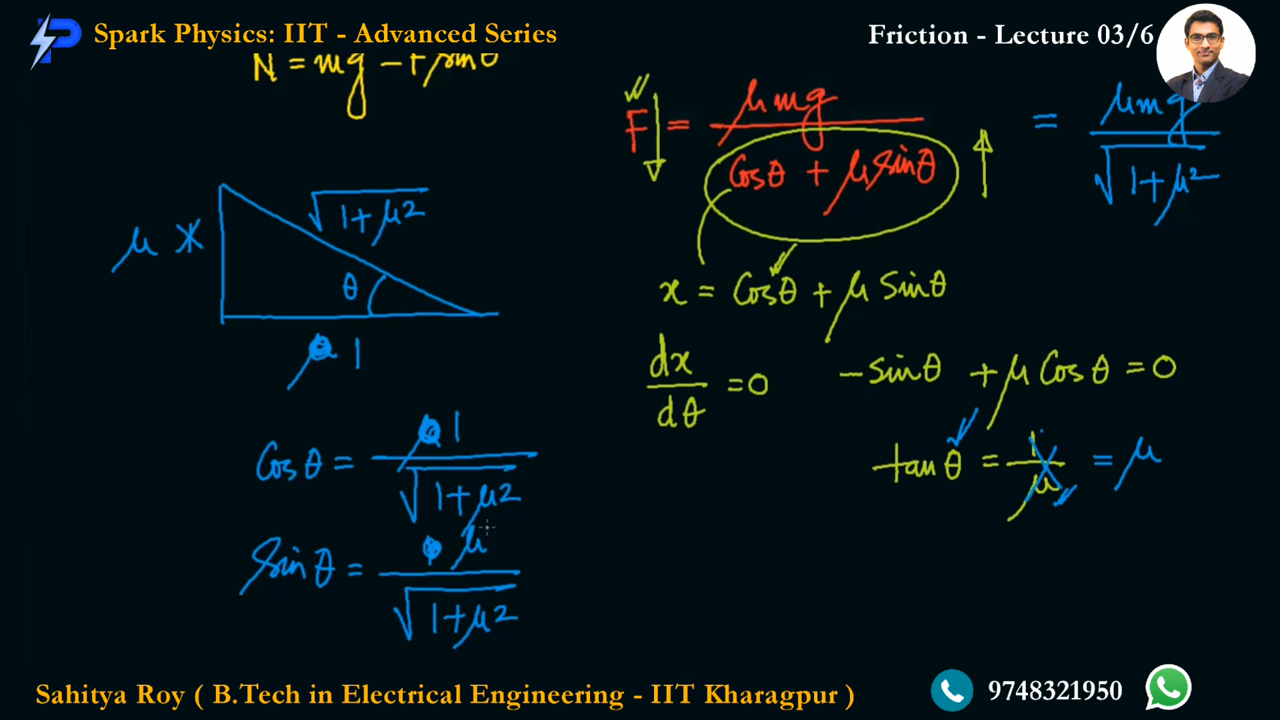 Spark Physics: IIT - Advanced Series
Friction - Lecture 03/6
N = mg - F sinθ
F = μmg / (cosθ + μ sinθ) = μmg / √(1+μ²)
μ
√(1+μ2)
θ
1
x = Cosθ + μ Sinθ
dx/dθ = 0
-sinθ + μ Cosθ = 0
tanθ = 1/μ = μ
Cosθ = 1 / √(1+μ2)
Sinθ = μ / √(1+μ2)
Sahitya Roy ( B.Tech in Electrical Engineering - IIT Kharagpur )
9748321950